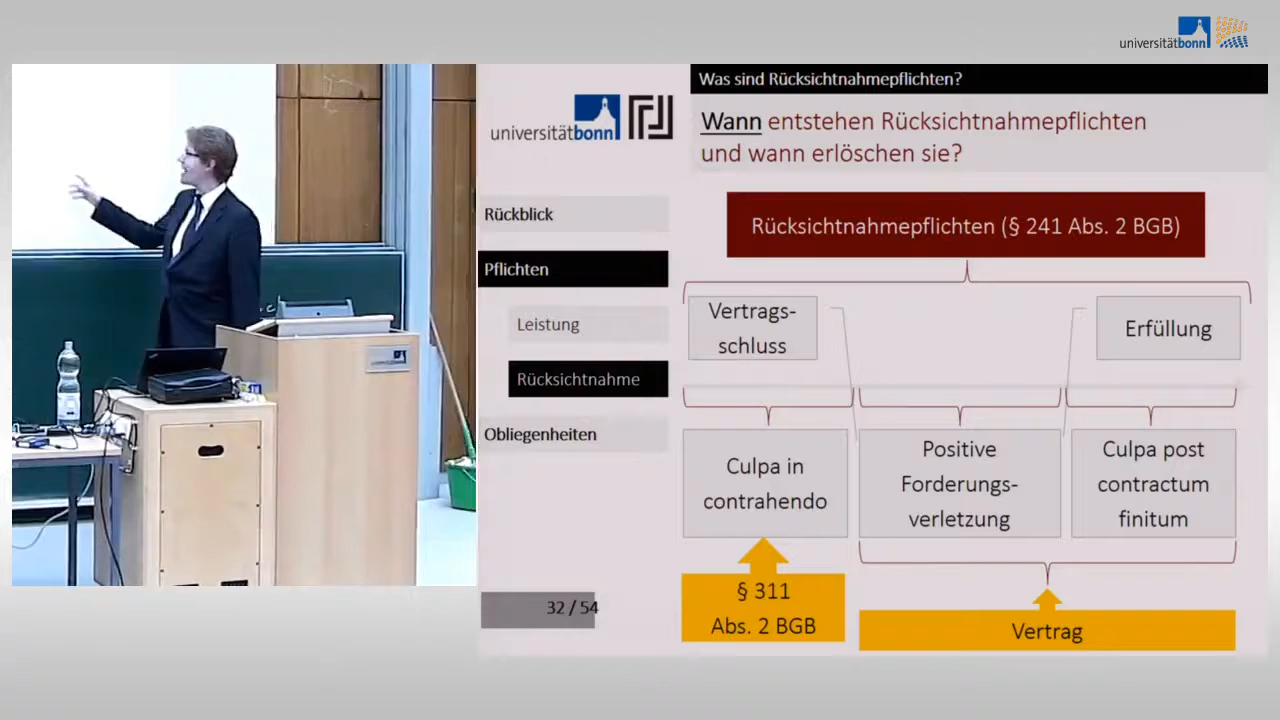 universitätbonn
Was sind Rücksichtnahmepflichten?
universitätbonn
Wann entstehen Rücksichtnahmepflichten
und wann erlöschen sie?
Rückblick
Pflichten
Leistung
Rücksichtnahme
Obliegenheiten
32 / 54
Rücksichtnahmepflichten (§ 241 Abs. 2 BGB)
Vertrags-
schluss
Erfüllung
Culpa in
contrahendo
Positive
Forderungs-
verletzung
Culpa post
contractum
finitum
§ 311
Abs. 2 BGB
Vertrag